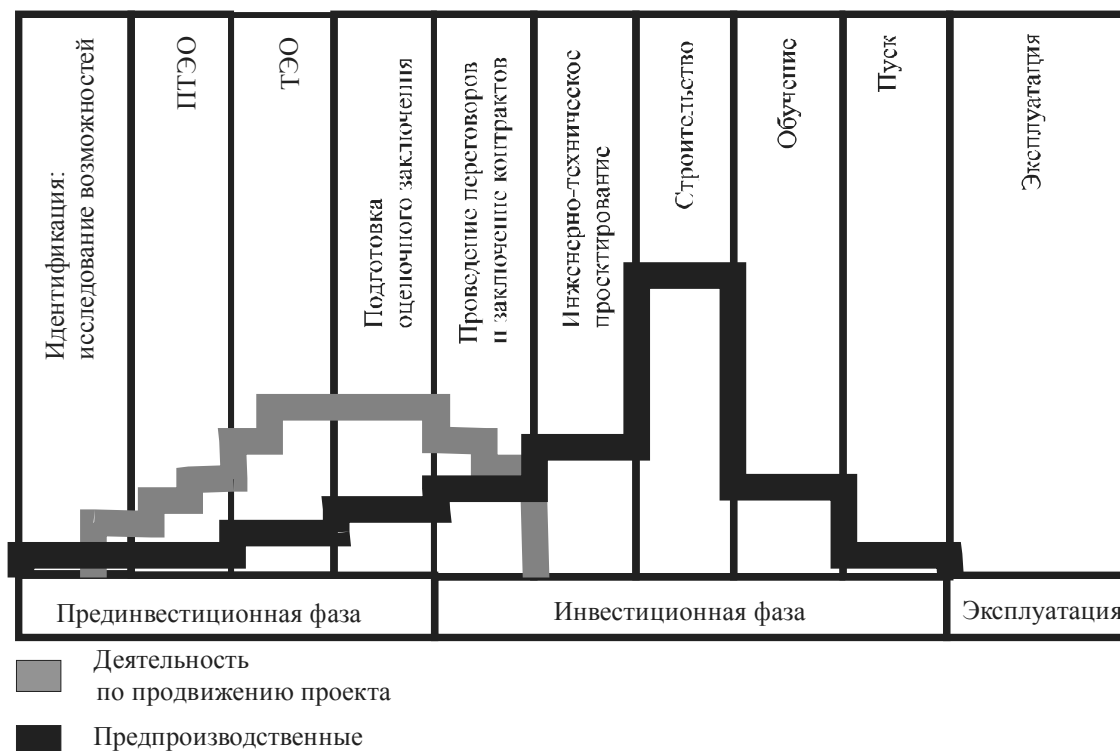 Идентификация:
исследование возможностей
ПТЭО
ТЭО
Подготовка
оценочного заключения
Проведение переговоров
и заключение контрактов
Инженерно-техническое
проектирование
Строительство
Обучение
Пуск
Эксплуатация
Прединвестиционная фаза
Инвестиционная фаза
Эксплуатация
Деятельность
по продвижению проекта
Предпроизводственные